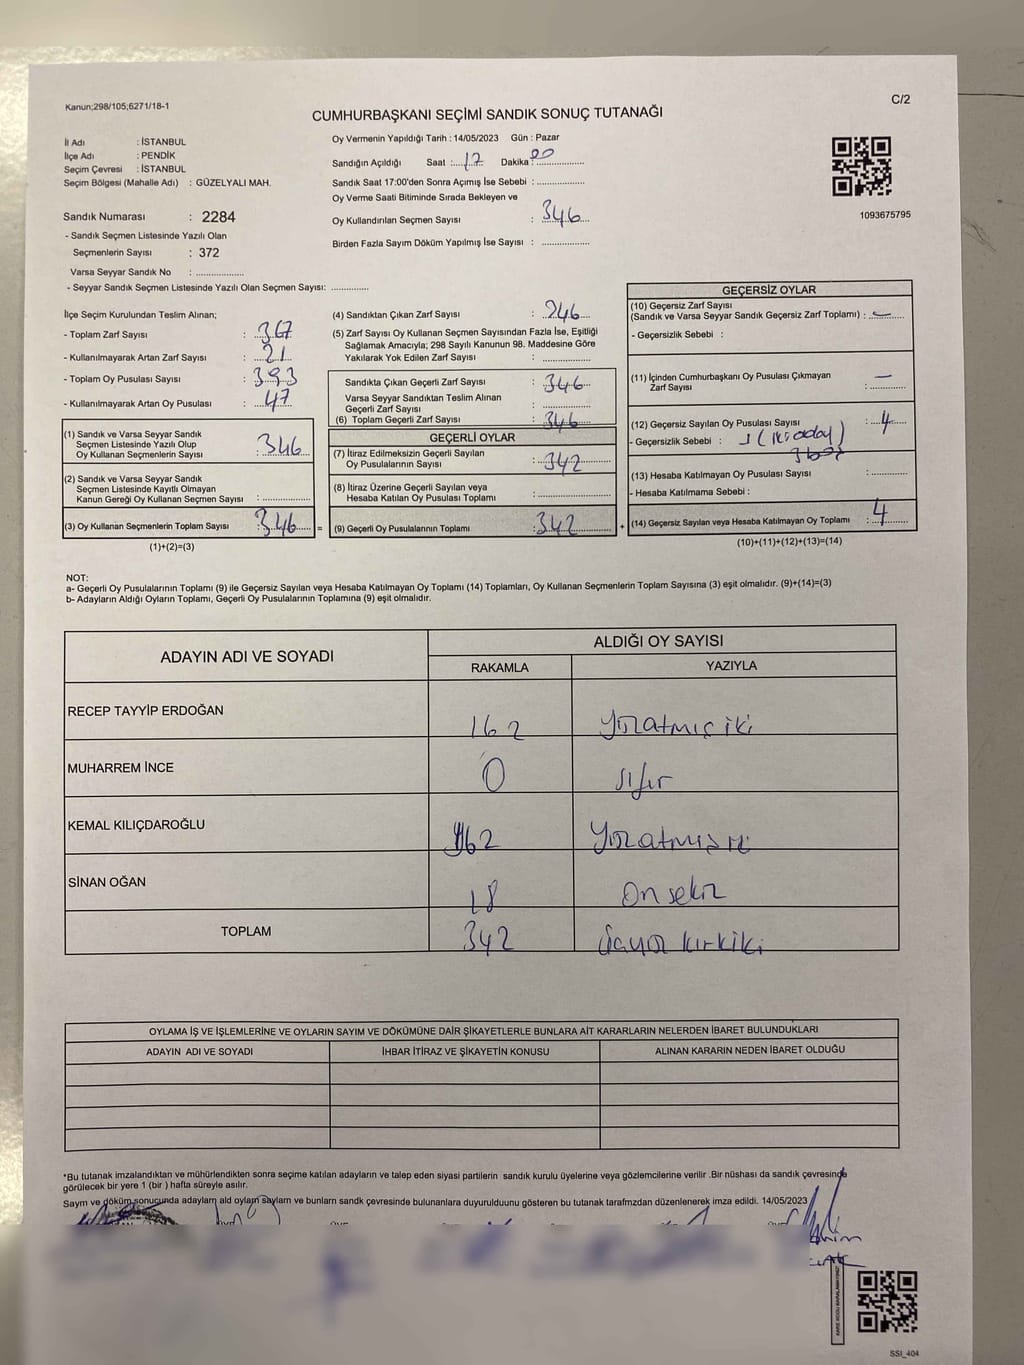 Kanun;298/105;6271/18-1
C/2
CUMHURBAŞKANI SEÇİMİ SANDIK SONUÇ TUTANAĞI
İl Adı : İSTANBUL
İlçe Adı : PENDİK
Seçim Çevresi : İSTANBUL
Seçim Bölgesi (Mahalle Adı) : GÜZELYALI MAH.
Sandık Numarası : 2284
- Sandık Seçmen Listesinde Yazılı Olan
Seçmenlerin Sayısı : 372
Varsa Seyyar Sandık No : ..................
- Seyyar Sandık Seçmen Listesinde Yazılı Olan Seçmen Sayısı: ..............
Oy Vermenin Yapıldığı Tarih : 14/05/2023 Gün : Pazar
Sandığın Açıldığı Saat : 17 Dakika : 00
Sandık Saat 17:00'den Sonra Açımış İse Sebebi : ..................
Oy Verme Saati Bitiminde Sırada Bekleyen ve
Oy Kullandırılan Seçmen Sayısı : 346
Birden Fazla Sayım Döküm Yapılmış İse Sayısı : ..................
1093675795
İlçe Seçim Kurulundan Teslim Alınan;
- Toplam Zarf Sayısı : 367
- Kullanılmayarak Artan Zarf Sayısı : 21
- Toplam Oy Pusulası Sayısı : 393
- Kullanılmayarak Artan Oy Pusulası : 47
(1) Sandık ve Varsa Seyyar Sandık
Seçmen Listesinde Yazılı Olup
Oy Kullanan Seçmenlerin Sayısı : 346
(2) Sandık ve Varsa Seyyar Sandık
Seçmen Listesinde Kayıtlı Olmayan
Kanun Gereği Oy Kullanan Seçmen Sayısı : ..................
(3) Oy Kullanan Seçmenlerin Toplam Sayısı : 346 =
(1)+(2)=(3)
(4) Sandıktan Çıkan Zarf Sayısı : 346
(5) Zarf Sayısı Oy Kullanan Seçmen Sayısından Fazla İse, Eşitliği
Sağlamak Amacıyla; 298 Sayılı Kanunun 98. Maddesine Göre
Yakılarak Yok Edilen Zarf Sayısı : ..................
Sandıkta Çıkan Geçerli Zarf Sayısı : 346
Varsa Seyyar Sandıktan Teslim Alınan
Geçerli Zarf Sayısı : ..................
(6) Toplam Geçerli Zarf Sayısı : 346
GEÇERLİ OYLAR
(7) İtiraz Edilmeksizin Geçerli Sayılan
Oy Pusulalarının Sayısı : 342
(8) İtiraz Üzerine Geçerli Sayılan veya
Hesaba Katılan Oy Pusulası Toplamı : ..................
(9) Geçerli Oy Pusulalarının Toplamı : 342 +
GEÇERSİZ OYLAR
(10) Geçersiz Zarf Sayısı
(Sandık ve Varsa Seyyar Sandık Geçersiz Zarf Toplamı) : —
- Geçersizlik Sebebi :
(11) İçinden Cumhurbaşkanı Oy Pusulası Çıkmayan
Zarf Sayısı : —
(12) Geçersiz Sayılan Oy Pusulası Sayısı : 4
- Geçersizlik Sebebi : 1 (iki aday)
(13) Hesaba Katılmayan Oy Pusulası Sayısı : ..............
- Hesaba Katılmama Sebebi :
(14) Geçersiz Sayılan veya Hesaba Katılmayan Oy Toplamı : 4
(10)+(11)+(12)+(13)=(14)
NOT:
a- Geçerli Oy Pusulalarının Toplamı (9) ile Geçersiz Sayılan veya Hesaba Katılmayan Oy Toplamı (14) Toplamları, Oy Kullanan Seçmenlerin Toplam Sayısına (3) eşit olmalıdır. (9)+(14)=(3)
b- Adayların Aldığı Oyların Toplamı, Geçerli Oy Pusulalarının Toplamına (9) eşit olmalıdır.
ADAYIN ADI VE SOYADI
ALDIĞI OY SAYISI
RAKAMLA YAZIYLA
RECEP TAYYİP ERDOĞAN 162 Yüzatmış iki
MUHARREM İNCE 0 Sıfır
KEMAL KILIÇDAROĞLU 162 Yüzatmış iki
SİNAN OĞAN 18 On sekiz
TOPLAM 342 üçyüz kırkiki
OYLAMA İŞ VE İŞLEMLERİNE VE OYLARIN SAYIM VE DÖKÜMÜNE DAİR ŞİKAYETLERLE BUNLARA AİT KARARLARIN NELERDEN İBARET BULUNDUKLARI
ADAYIN ADI VE SOYADI İHBAR İTİRAZ VE ŞİKAYETİN KONUSU ALINAN KARARIN NEDEN İBARET OLDUĞU
*Bu tutanak imzalandıktan ve mühürlendikten sonra seçime katılan adayların ve talep eden siyasi partilerin sandık kurulu üyelerine veya gözlemcilerine verilir .Bir nüshası da sandık çevresinde
görülecek bir yere 1 (bir ) hafta süreyle asılır.
Sayım ve döküm sonucunda adayların ald oyların sayların ve bunların sandk çevresinde bulunanlara duyurulduunu gösteren bu tutanak tarafmzdan düzenlenerek imza edildi. 14/05/2023
SSI_404